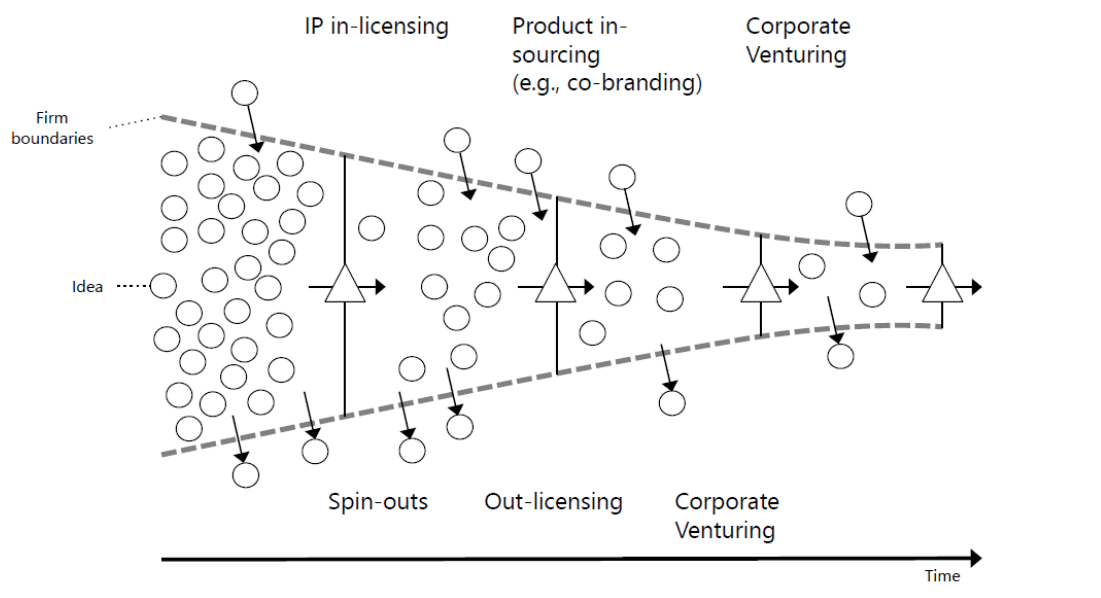 IP in-licensing
Product in-
sourcing
(e.g., co-branding)
Corporate
Venturing
Firm
boundaries
Idea
Spin-outs
Out-licensing
Corporate
Venturing
Time